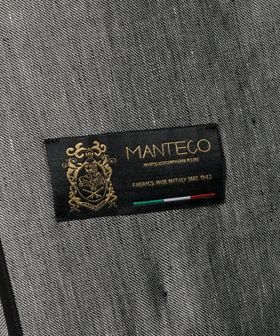 MANTECO
FABRICS MADE IN ITALY SINCE 1943